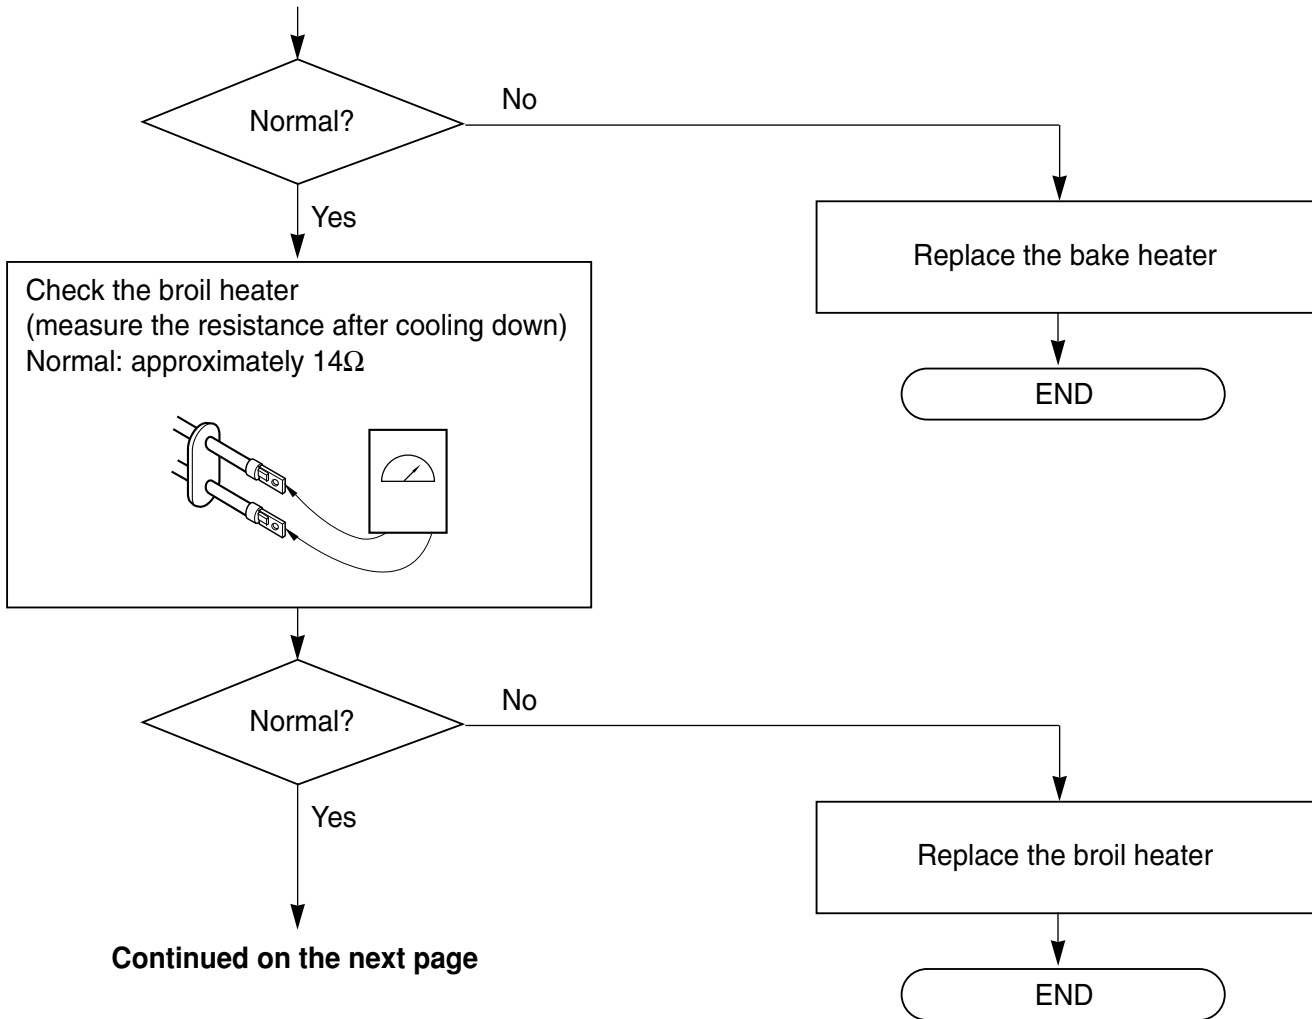 Normal?
No
Yes
Replace the bake heater
END
Check the broil heater
(measure the resistance after cooling down)
Normal: approximately 14Ω
Normal?
No
Yes
Replace the broil heater
END
Continued on the next page